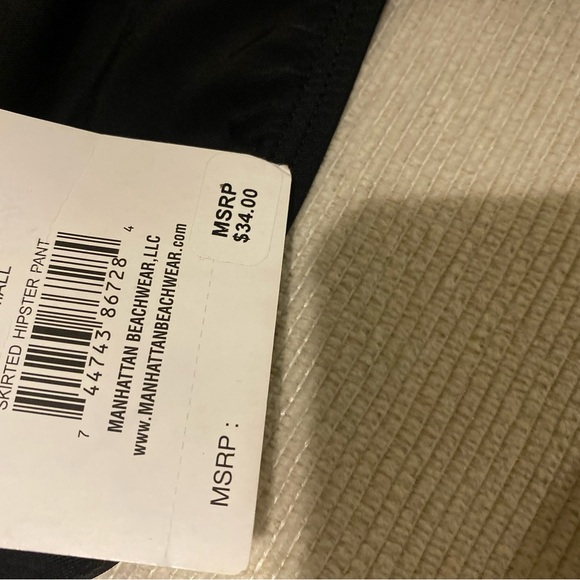 SKIRTED HIPSTER PANT
7 44743 86728 4
MANHATTAN BEACHWEAR,LLC
www.MANHATTANBEACHWEAR.com
MSRP :
MSRP
$34.00